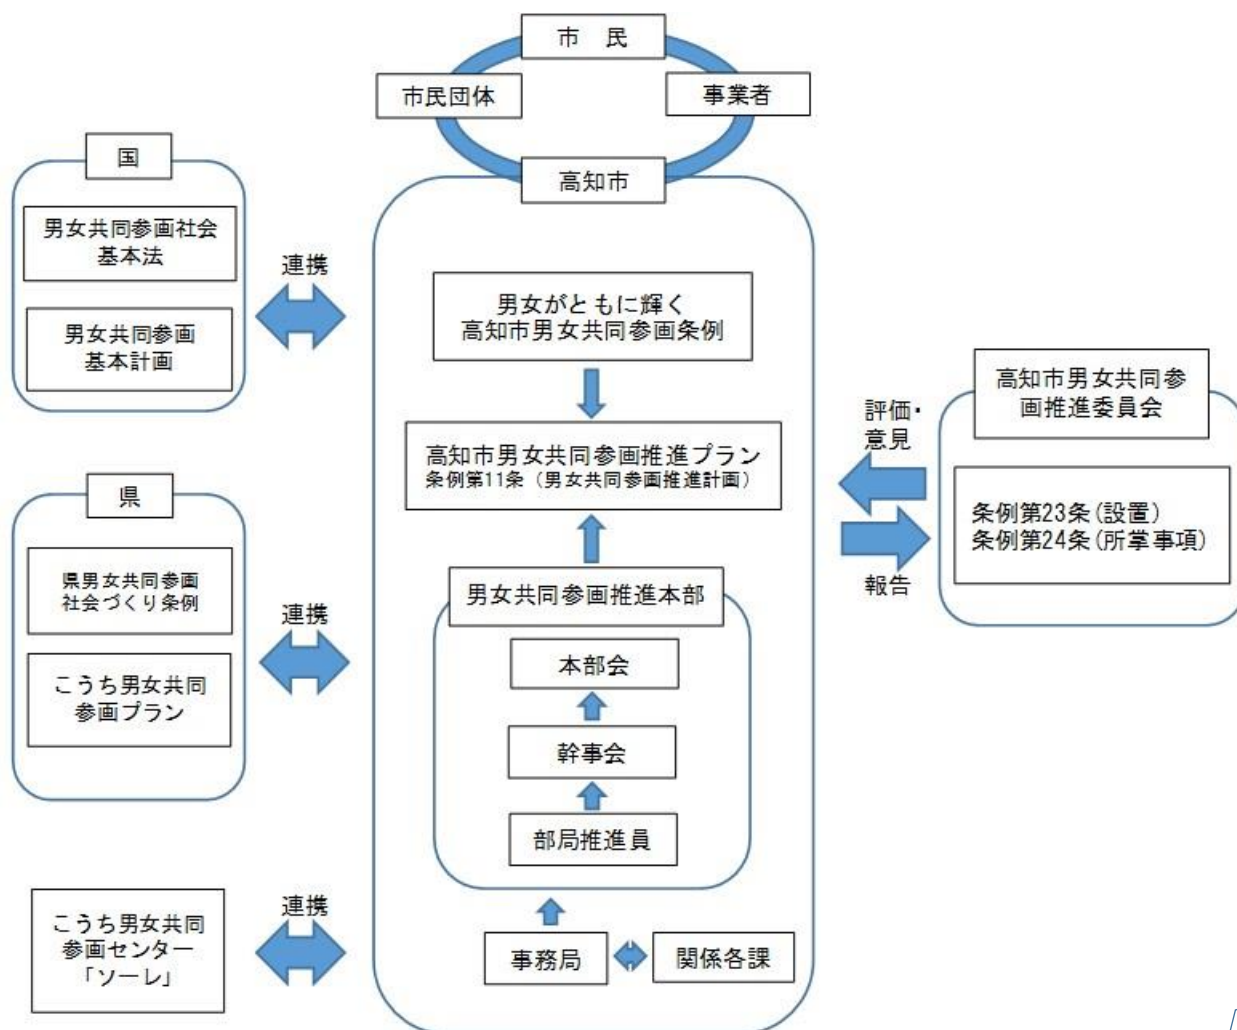 市　民
市民団体
事業者
高知市
国
男女共同参画社会
基本法
男女共同参画
基本計画
連携
県
県男女共同参画
社会づくり条例
こうち男女共同
参画プラン
連携
こうち男女共同
参画センター
「ソーレ」
連携
男女がともに輝く
高知市男女共同参画条例
高知市男女共同参画推進プラン
条例第11条（男女共同参画推進計画）
男女共同参画推進本部
本部会
幹事会
部局推進員
事務局
関係各課
評価・
意見
報告
高知市男女共同参
画推進委員会
条例第23条(設置)
条例第24条(所掌事項)